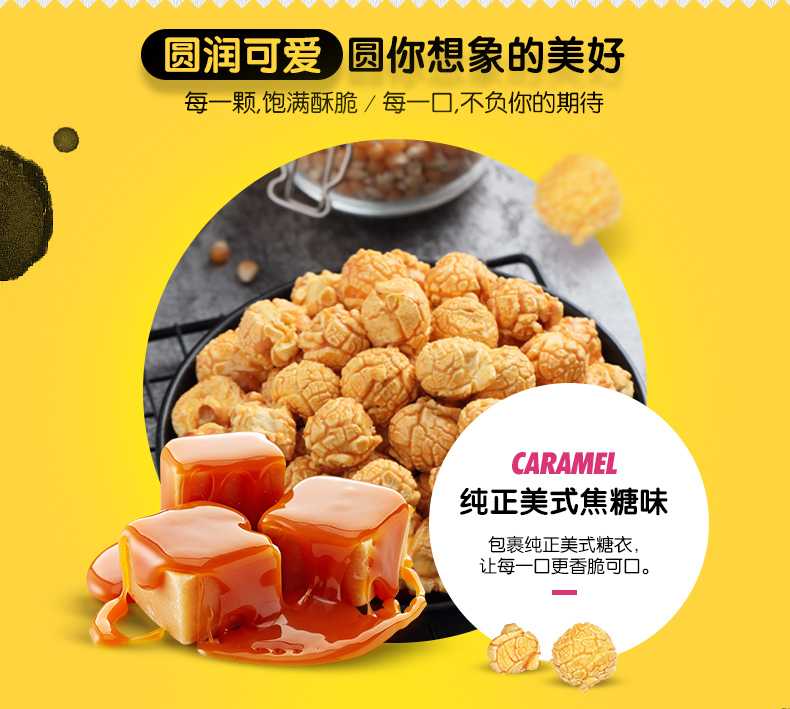 圆润可爱 圆你想象的美好
每一颗,饱满酥脆 / 每一口,不负你的期待
CARAMEL
纯正美式焦糖味
包裹纯正美式糖衣，
让每一口更香脆可口。